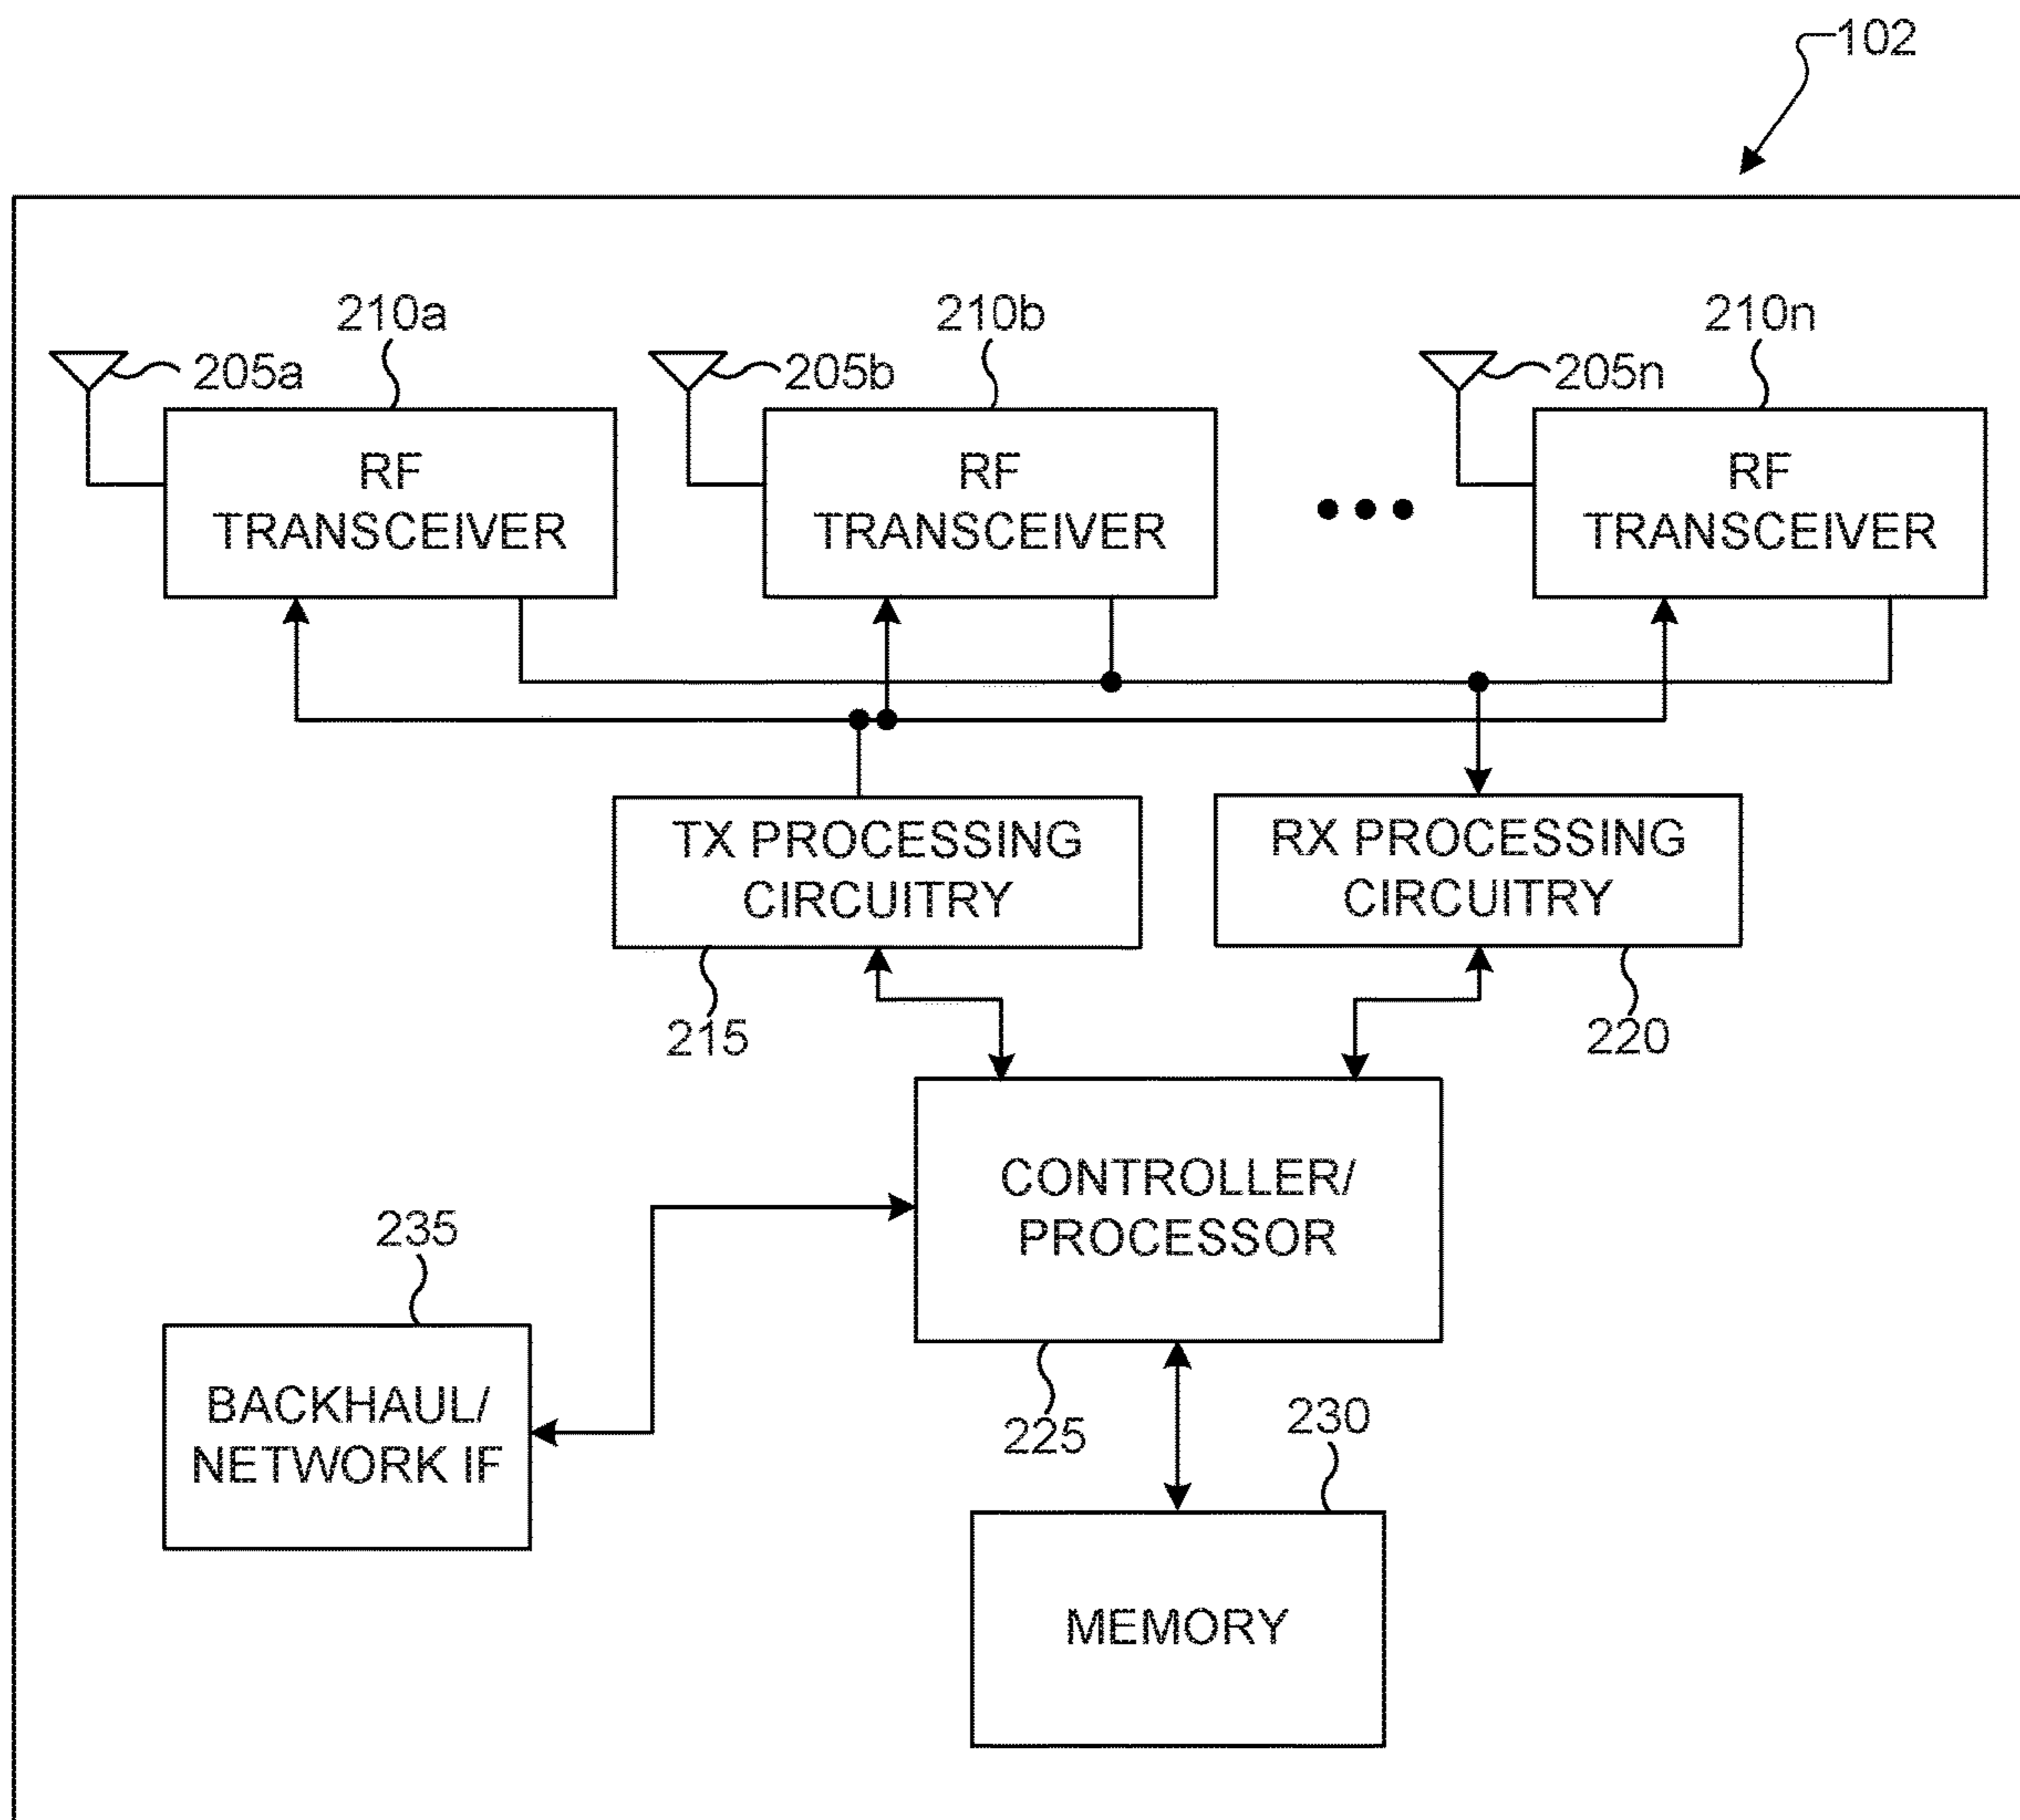 102
210a
210b
210n
205a
205b
205n
RF
TRANSCEIVER
RF
TRANSCEIVER
RF
TRANSCEIVER
TX PROCESSING
CIRCUITRY
RX PROCESSING
CIRCUITRY
215
220
CONTROLLER/
PROCESSOR
235
BACKHAUL/
NETWORK IF
225
230
MEMORY